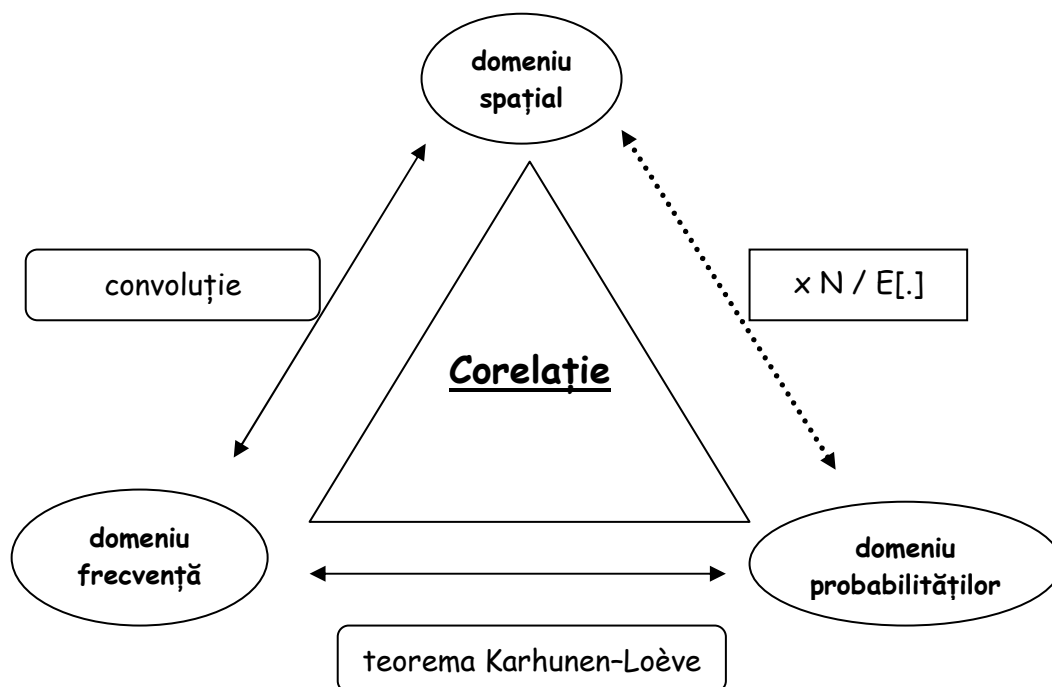 domeniu
spațial
convoluție
x N / E[.]
Corelație
domeniu
frecvență
domeniu
probabilităților
teorema Karhunen–Loève